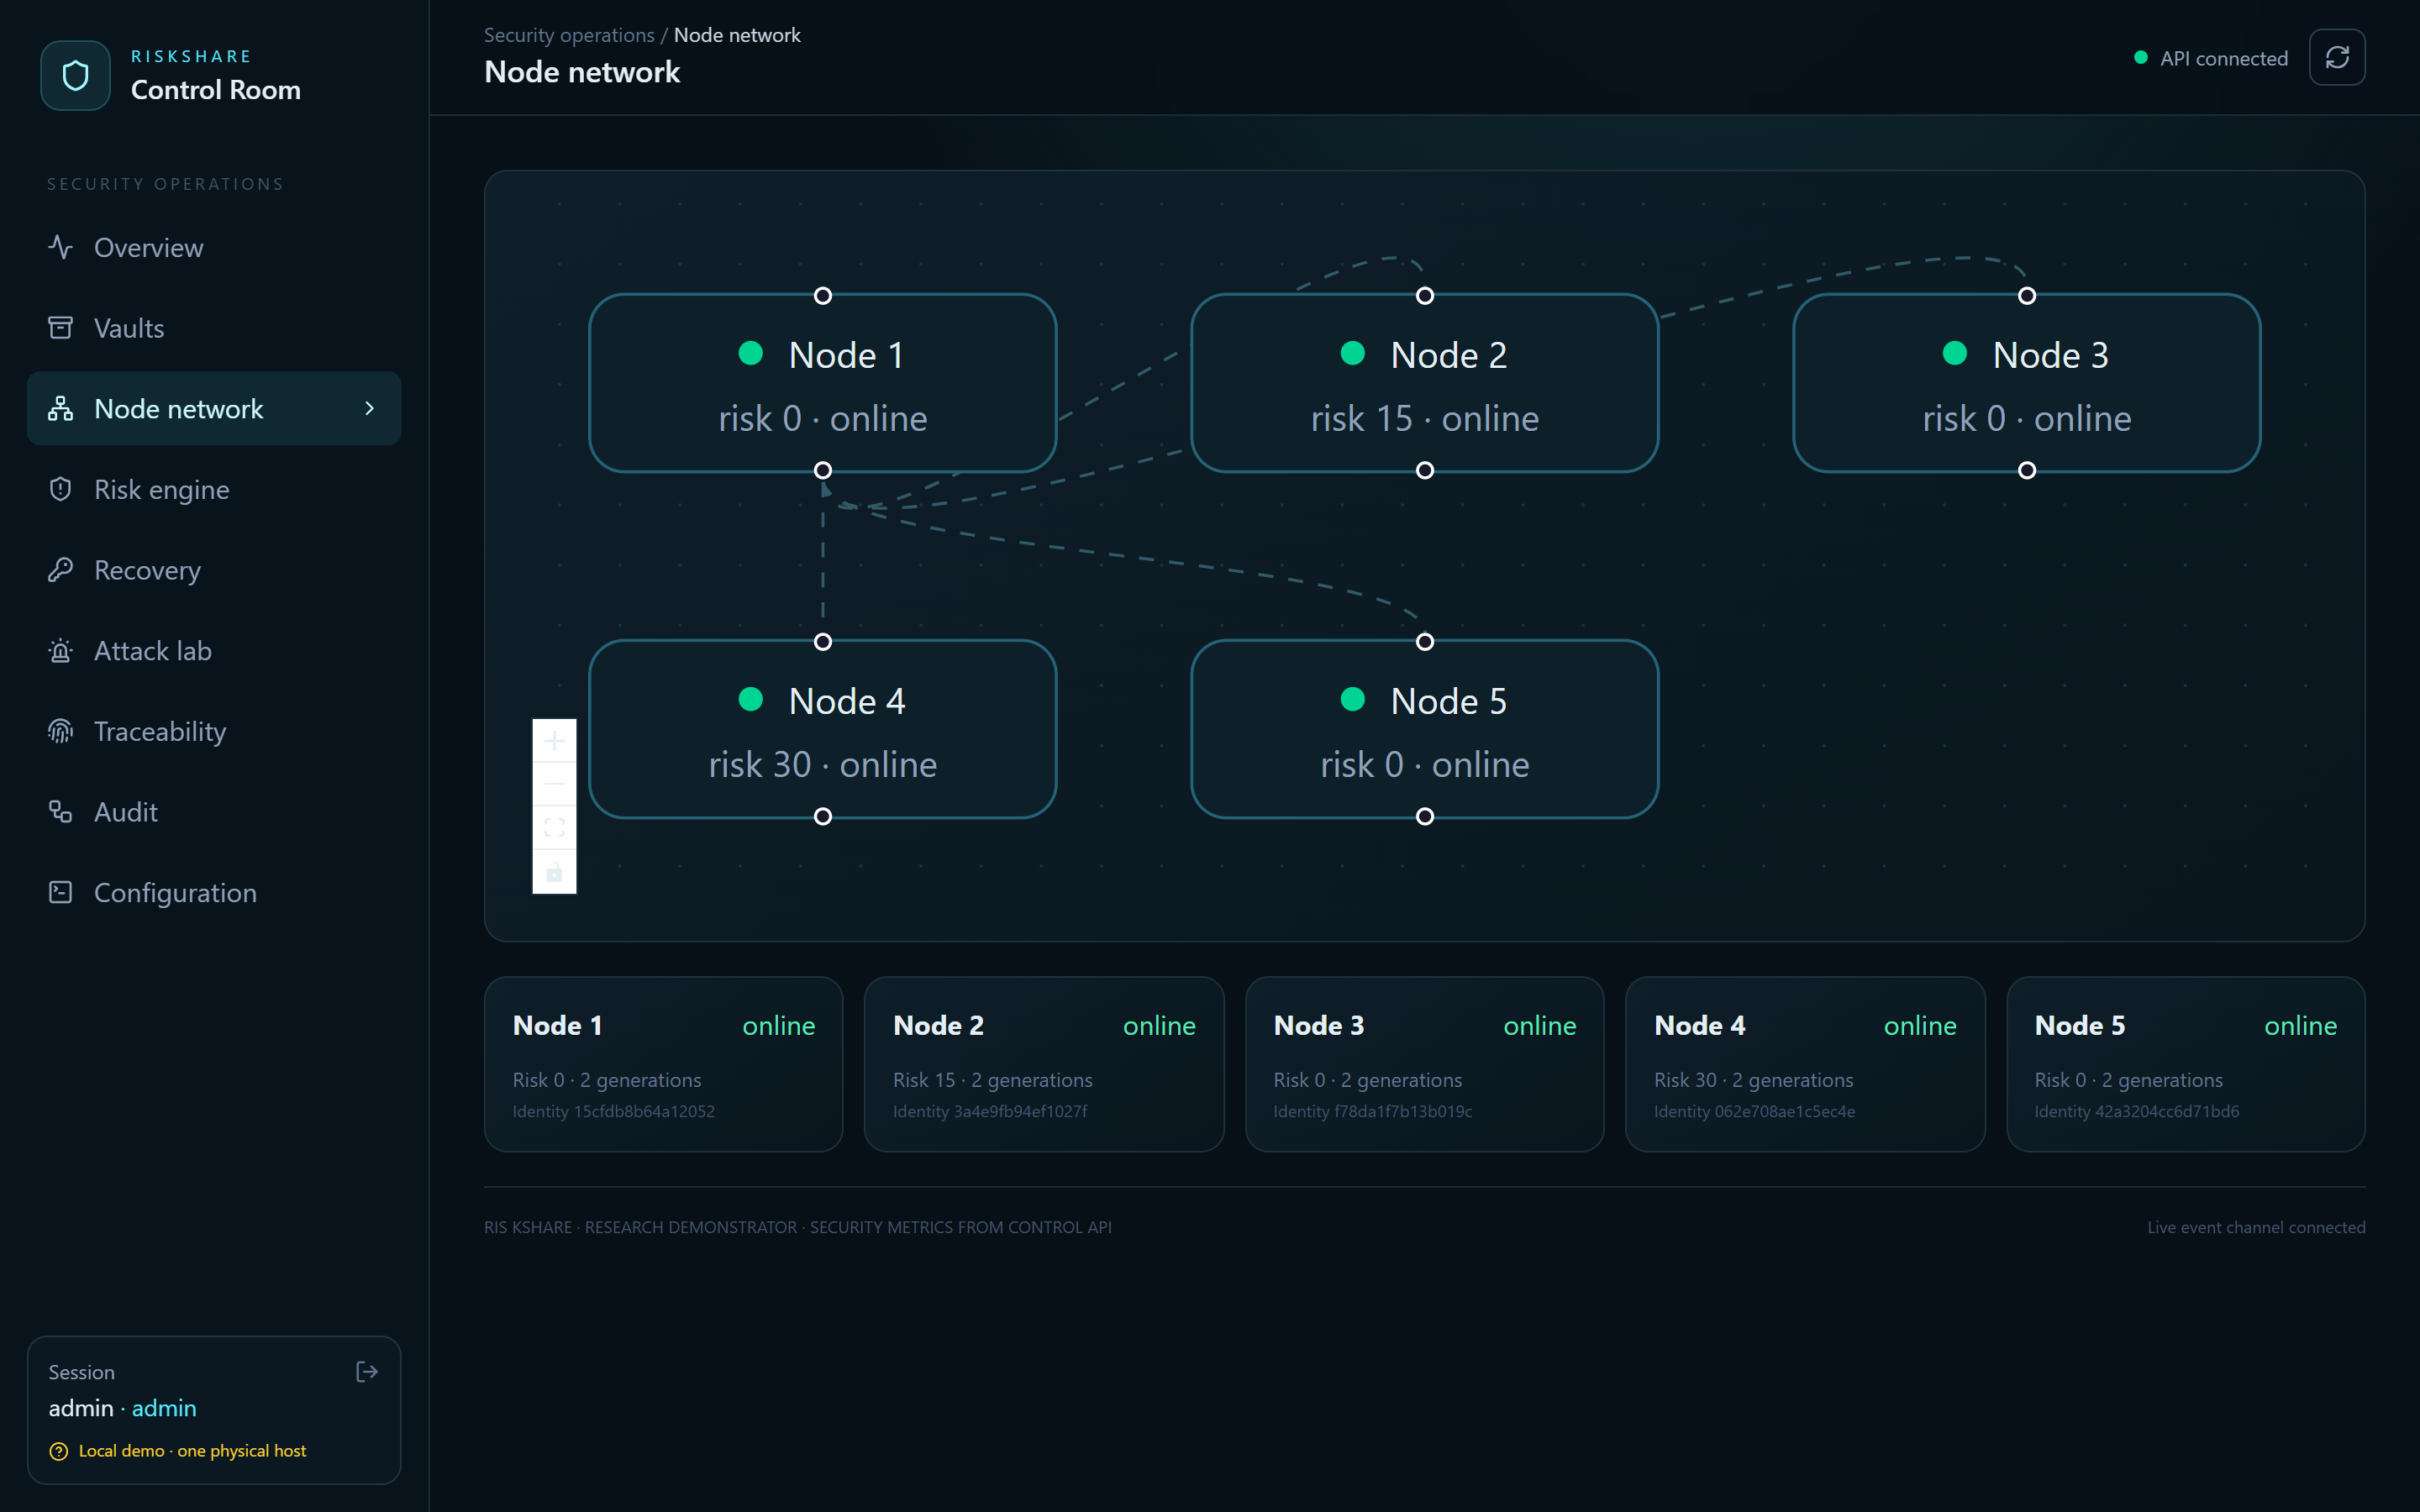 RISKSHARE
Control Room
SECURITY OPERATIONS
Overview
Vaults
Node network
Risk engine
Recovery
Attack lab
Traceability
Audit
Configuration
Session
admin · admin
Local demo · one physical host
Security operations / Node network
Node network
API connected
Node 1
risk 0 · online
Node 2
risk 15 · online
Node 3
risk 0 · online
Node 4
risk 30 · online
Node 5
risk 0 · online
Node 1 online
Risk 0 · 2 generations
Identity 15cfdb8b64a12052
Node 2 online
Risk 15 · 2 generations
Identity 3a4e9fb94ef1027f
Node 3 online
Risk 0 · 2 generations
Identity f78da1f7b13b019c
Node 4 online
Risk 30 · 2 generations
Identity 062e708ae1c5ec4e
Node 5 online
Risk 0 · 2 generations
Identity 42a3204cc6d71bd6
RIS KSHARE · RESEARCH DEMONSTRATOR · SECURITY METRICS FROM CONTROL API
Live event channel connected